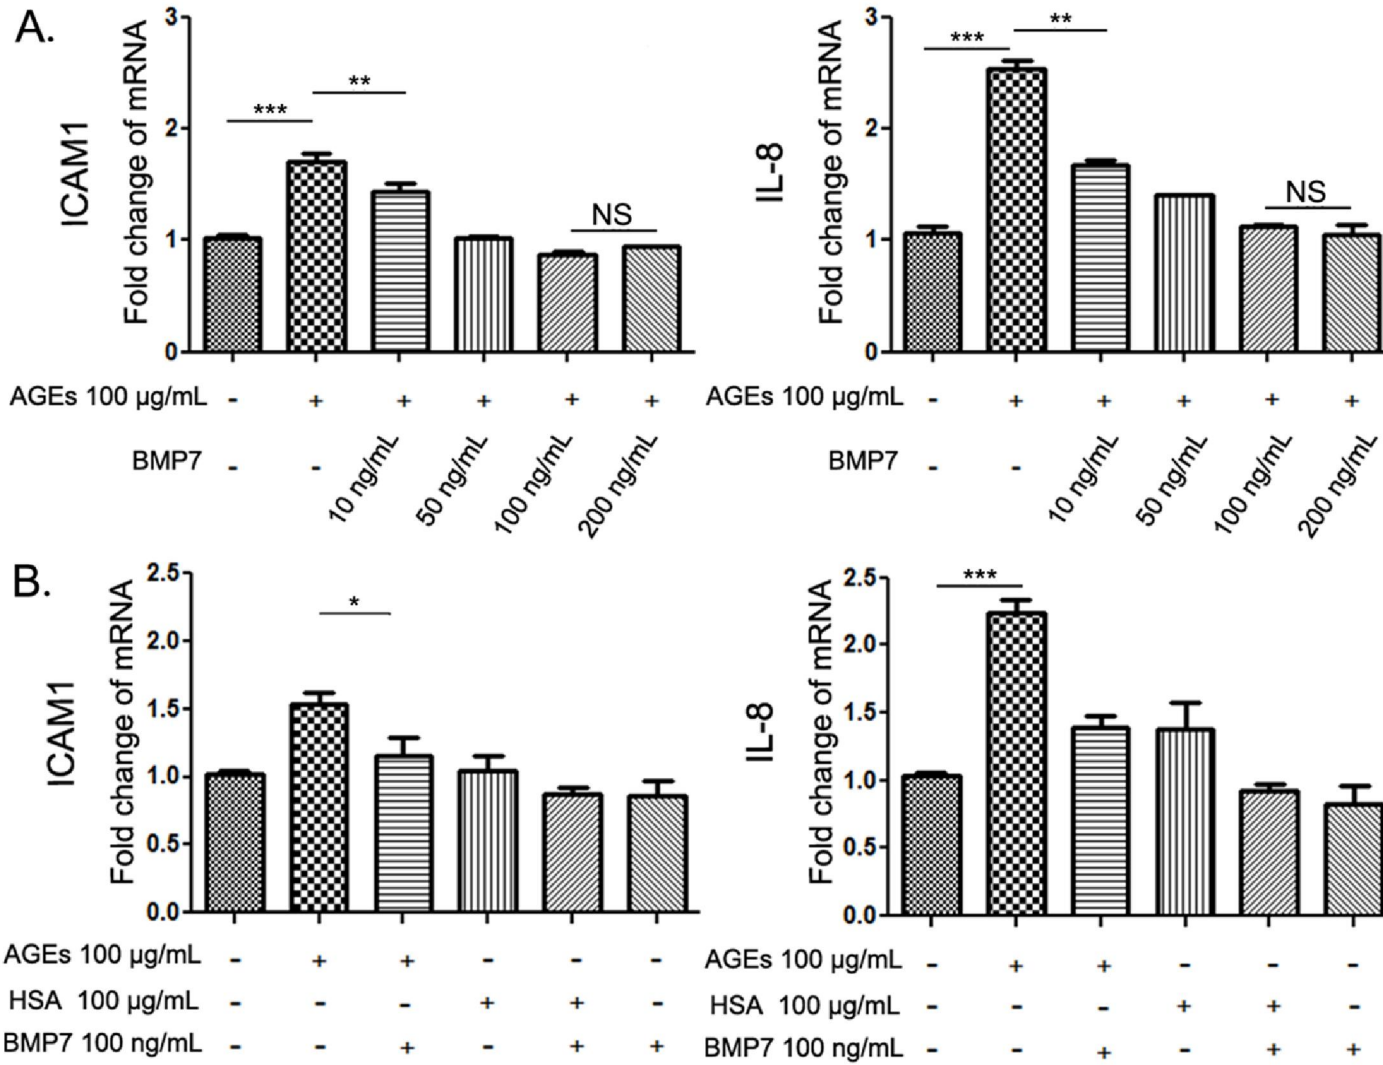 A.
ICAM1
Fold change of mRNA
3
2
1
0
***
**
NS
AGEs 100 µg/mL - + + + + +
BMP7 - - 10 ng/mL 50 ng/mL 100 ng/mL 200 ng/mL
IL-8
Fold change of mRNA
3
2
1
0
***
**
NS
AGEs 100 µg/mL - + + + + +
BMP7 - - 10 ng/mL 50 ng/mL 100 ng/mL 200 ng/mL
B.
ICAM1
Fold change of mRNA
2.5
2.0
1.5
1.0
0.5
0.0
*
AGEs 100 µg/mL - + + - - -
HSA 100 µg/mL - - - + + -
BMP7 100 ng/mL - - + - + +
IL-8
Fold change of mRNA
2.5
2.0
1.5
1.0
0.5
0.0
***
AGEs 100 µg/mL - + + - - -
HSA 100 µg/mL - - - + + -
BMP7 100 ng/mL - - + - + +